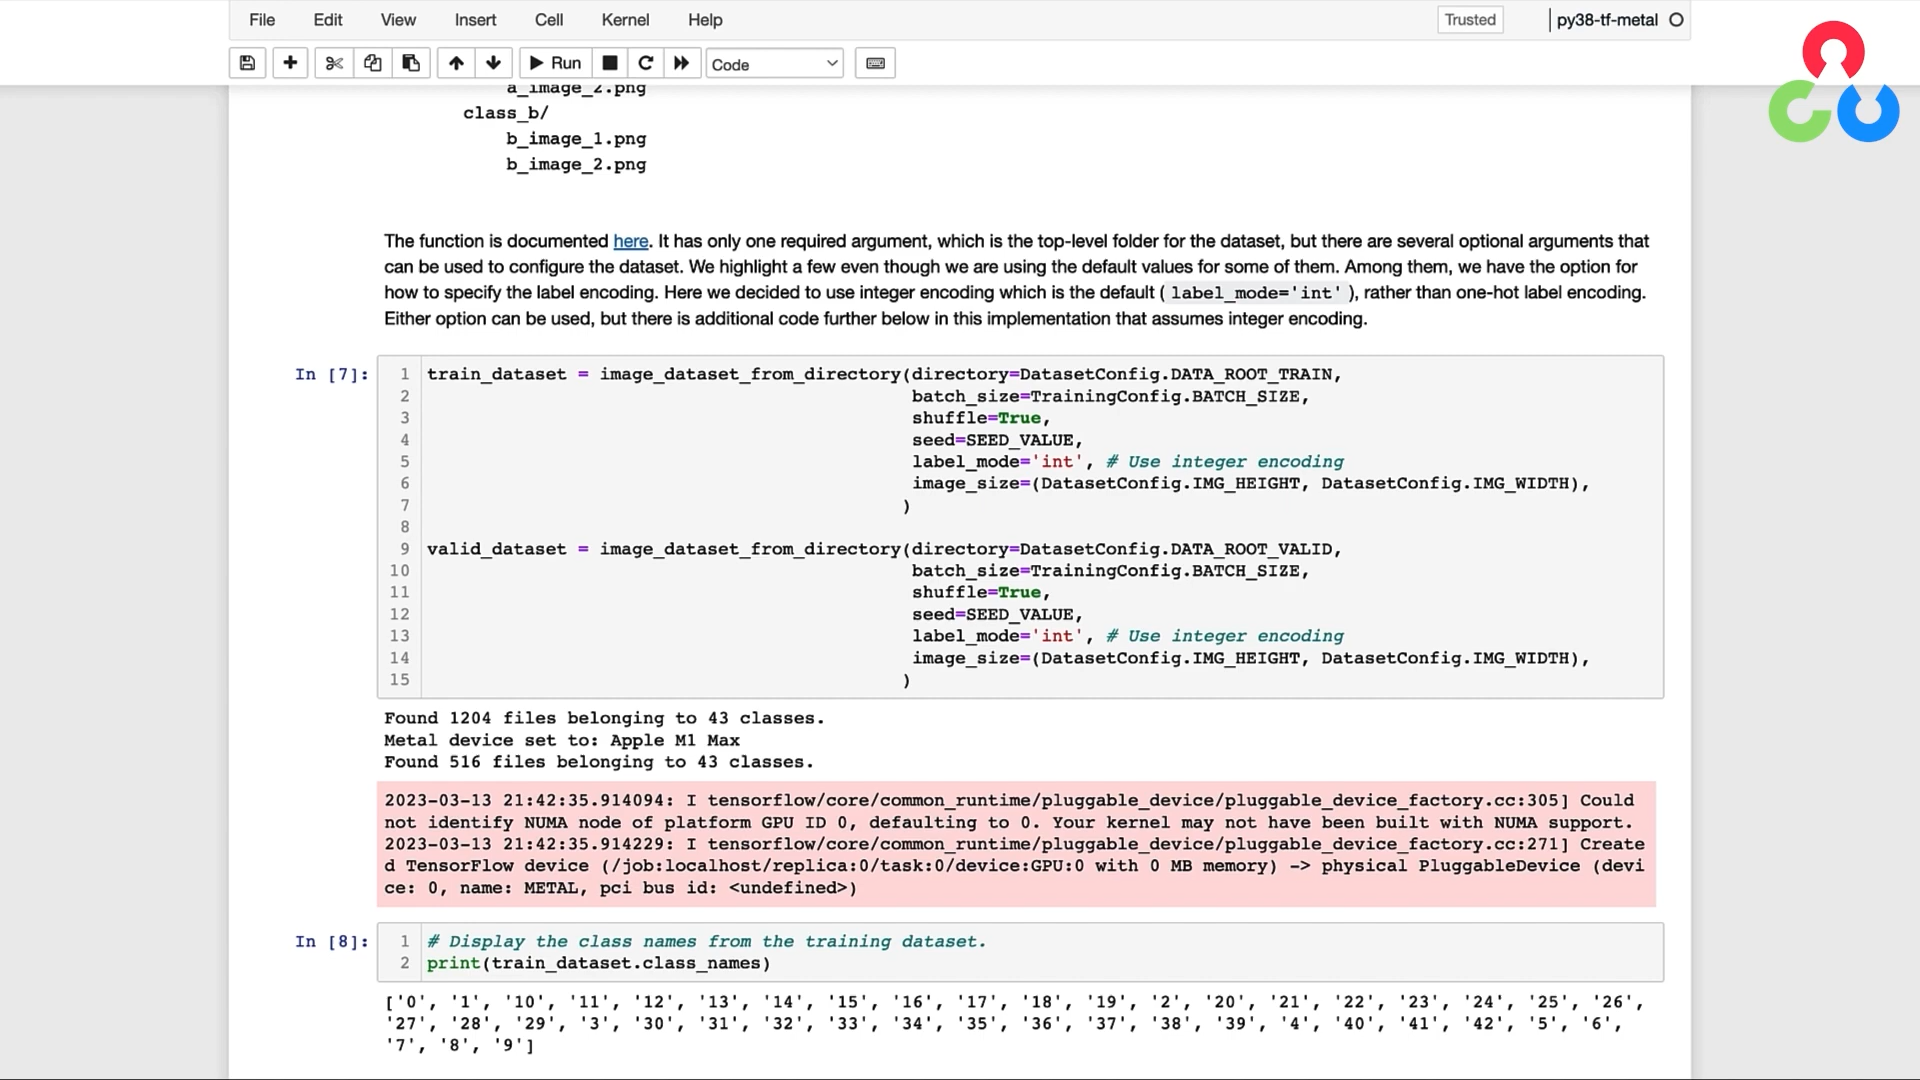 File Edit View Insert Cell Kernel Help Trusted py38-tf-metal
Run Code
a_image_2.png
class_b/
b_image_1.png
b_image_2.png
The function is documented here. It has only one required argument, which is the top-level folder for the dataset, but there are several optional arguments that
can be used to configure the dataset. We highlight a few even though we are using the default values for some of them. Among them, we have the option for
how to specify the label encoding. Here we decided to use integer encoding which is the default ( label_mode='int' ), rather than one-hot label encoding.
Either option can be used, but there is additional code further below in this implementation that assumes integer encoding.
In [7]: 1 train_dataset = image_dataset_from_directory(directory=DatasetConfig.DATA_ROOT_TRAIN,
2 batch_size=TrainingConfig.BATCH_SIZE,
3 shuffle=True,
4 seed=SEED_VALUE,
5 label_mode='int', # Use integer encoding
6 image_size=(DatasetConfig.IMG_HEIGHT, DatasetConfig.IMG_WIDTH),
7 )
8
9 valid_dataset = image_dataset_from_directory(directory=DatasetConfig.DATA_ROOT_VALID,
10 batch_size=TrainingConfig.BATCH_SIZE,
11 shuffle=True,
12 seed=SEED_VALUE,
13 label_mode='int', # Use integer encoding
14 image_size=(DatasetConfig.IMG_HEIGHT, DatasetConfig.IMG_WIDTH),
15 )
Found 1204 files belonging to 43 classes.
Metal device set to: Apple M1 Max
Found 516 files belonging to 43 classes.
2023-03-13 21:42:35.914094: I tensorflow/core/common_runtime/pluggable_device/pluggable_device_factory.cc:305] Could
not identify NUMA node of platform GPU ID 0, defaulting to 0. Your kernel may not have been built with NUMA support.
2023-03-13 21:42:35.914229: I tensorflow/core/common_runtime/pluggable_device/pluggable_device_factory.cc:271] Create
d TensorFlow device (/job:localhost/replica:0/task:0/device:GPU:0 with 0 MB memory) -> physical PluggableDevice (devi
ce: 0, name: METAL, pci bus id: <undefined>)
In [8]: 1 # Display the class names from the training dataset.
2 print(train_dataset.class_names)
['0', '1', '10', '11', '12', '13', '14', '15', '16', '17', '18', '19', '2', '20', '21', '22', '23', '24', '25', '26',
'27', '28', '29', '3', '30', '31', '32', '33', '34', '35', '36', '37', '38', '39', '4', '40', '41', '42', '5', '6',
'7', '8', '9']